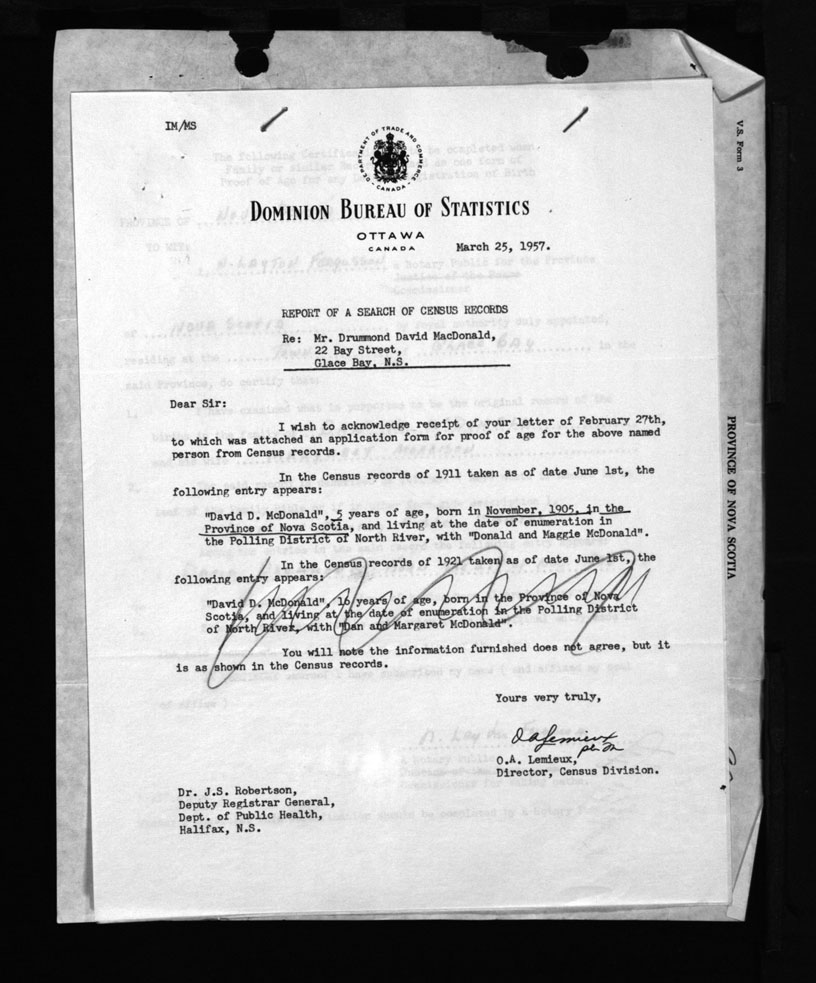 IM/MS
DEPARTMENT OF TRADE AND COMMERCE
CANADA
DOMINION BUREAU OF STATISTICS
OTTAWA
CANADA
March 25, 1957.
REPORT OF A SEARCH OF CENSUS RECORDS
Re: Mr. Drummond David MacDonald,
22 Bay Street,
Glace Bay, N.S.
Dear Sir:
I wish to acknowledge receipt of your letter of February 27th,
to which was attached an application form for proof of age for the above named
person from Census records.
In the Census records of 1911 taken as of date June 1st, the
following entry appears:
"David D. McDonald", 5 years of age, born in November, 1905, in the
Province of Nova Scotia, and living at the date of enumeration in
the Polling District of North River, with "Donald and Maggie McDonald".
In the Census records of 1921 taken as of date June 1st, the
following entry appears:
"David D. McDonald", 16 years of age, born in the Province of Nova
Scotia, and living at the date of enumeration in the Polling District
of North River, with "Dan and Margaret McDonald".
You will note the information furnished does not agree, but it
is as shown in the Census records.
Yours very truly,
O A Lemieux
O.A. Lemieux,
Director, Census Division.
Dr. J.S. Robertson,
Deputy Registrar General,
Dept. of Public Health,
Halifax, N.S.
V.S. Form 3
PROVINCE OF NOVA SCOTIA